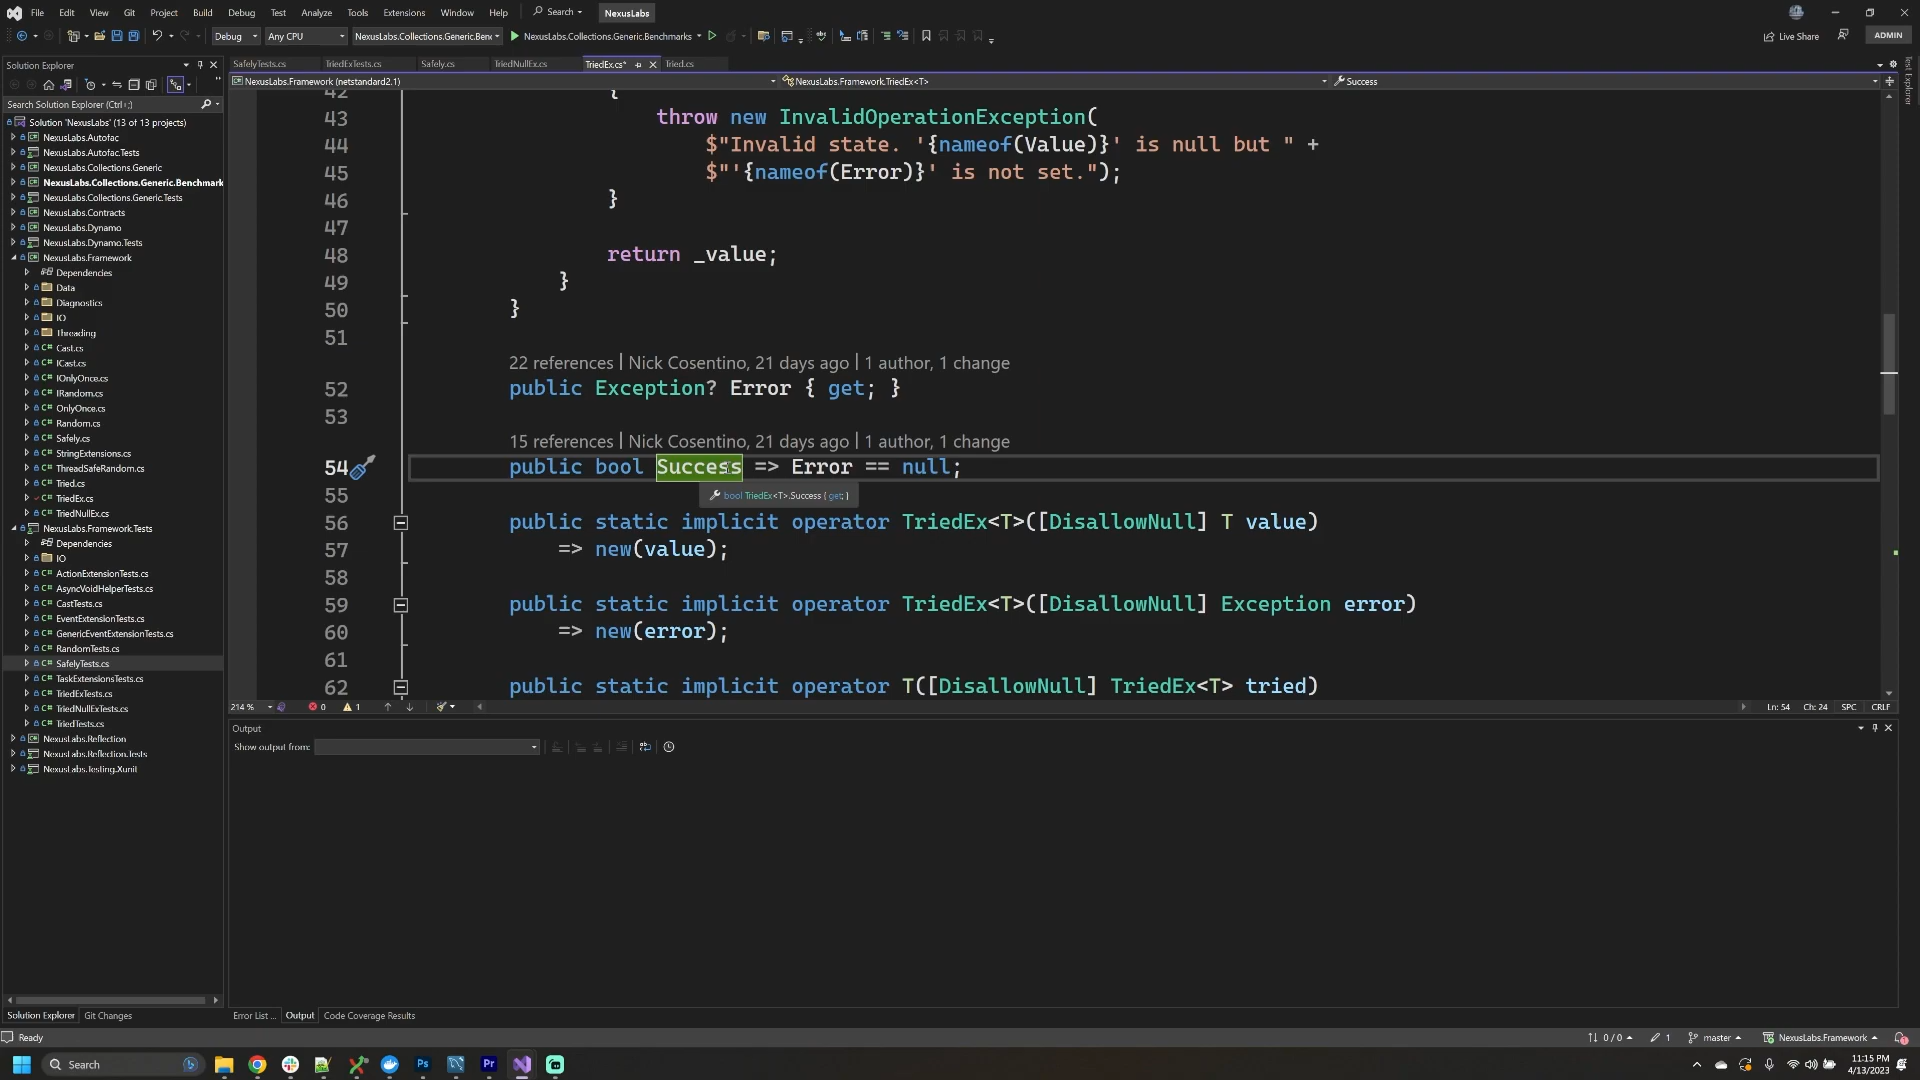 File Edit View Git Project Build Debug Test Analyze Tools Extensions Window Help Search NexusLabs
Debug Any CPU NexusLabs.Collections.Generic.Benc NexusLabs.Collections.Generic.Benchmarks Live Share ADMIN
Solution Explorer
Search Solution Explorer (Ctrl+;)
Solution 'NexusLabs' (13 of 13 projects)
NexusLabs.Autofac
NexusLabs.Autofac.Tests
NexusLabs.Collections.Generic
NexusLabs.Collections.Generic.Benchmark
NexusLabs.Collections.Generic.Tests
NexusLabs.Contracts
NexusLabs.Dynamo
NexusLabs.Dynamo.Tests
NexusLabs.Framework
Dependencies
Data
Diagnostics
IO
Threading
Cast.cs
ICast.cs
IOnlyOnce.cs
IRandom.cs
OnlyOnce.cs
Random.cs
Safely.cs
StringExtensions.cs
ThreadSafeRandom.cs
Tried.cs
TriedEx.cs
TriedNullEx.cs
NexusLabs.Framework.Tests
Dependencies
IO
ActionExtensionTests.cs
AsyncVoidHelperTests.cs
CastTests.cs
EventExtensionTests.cs
GenericEventExtensionTests.cs
RandomTests.cs
SafelyTests.cs
TaskExtensionsTests.cs
TriedExTests.cs
TriedNullExTests.cs
TriedTests.cs
NexusLabs.Reflection
NexusLabs.Reflection.Tests
NexusLabs.Testing.Xunit
Solution Explorer Git Changes
SafelyTests.cs TriedExTests.cs Safely.cs TriedNullEx.cs TriedEx.cs* Tried.cs
NexusLabs.Framework (netstandard2.1) NexusLabs.Framework.TriedEx<T> Success
42 {
43 throw new InvalidOperationException(
44 $"Invalid state. '{nameof(Value)}' is null but " +
45 $"'{nameof(Error)}' is not set.");
46 }
47
48 return _value;
49 }
50 }
51
22 references | Nick Cosentino, 21 days ago | 1 author, 1 change
52 public Exception? Error { get; }
53
15 references | Nick Cosentino, 21 days ago | 1 author, 1 change
54 public bool Success => Error == null;
55 bool TriedEx<T>.Success { get; }
56 public static implicit operator TriedEx<T>([DisallowNull] T value)
57 => new(value);
58
59 public static implicit operator TriedEx<T>([DisallowNull] Exception error)
60 => new(error);
61
62 public static implicit operator T([DisallowNull] TriedEx<T> tried)
214 % 0 1 Ln: 54 Ch: 24 SPC CRLF
Test Explorer
Output
Show output from:
Error List ... Output Code Coverage Results
Ready 0 / 0 1 master NexusLabs.Framework
Search Ps Pr 11:15 PM
4/13/2023